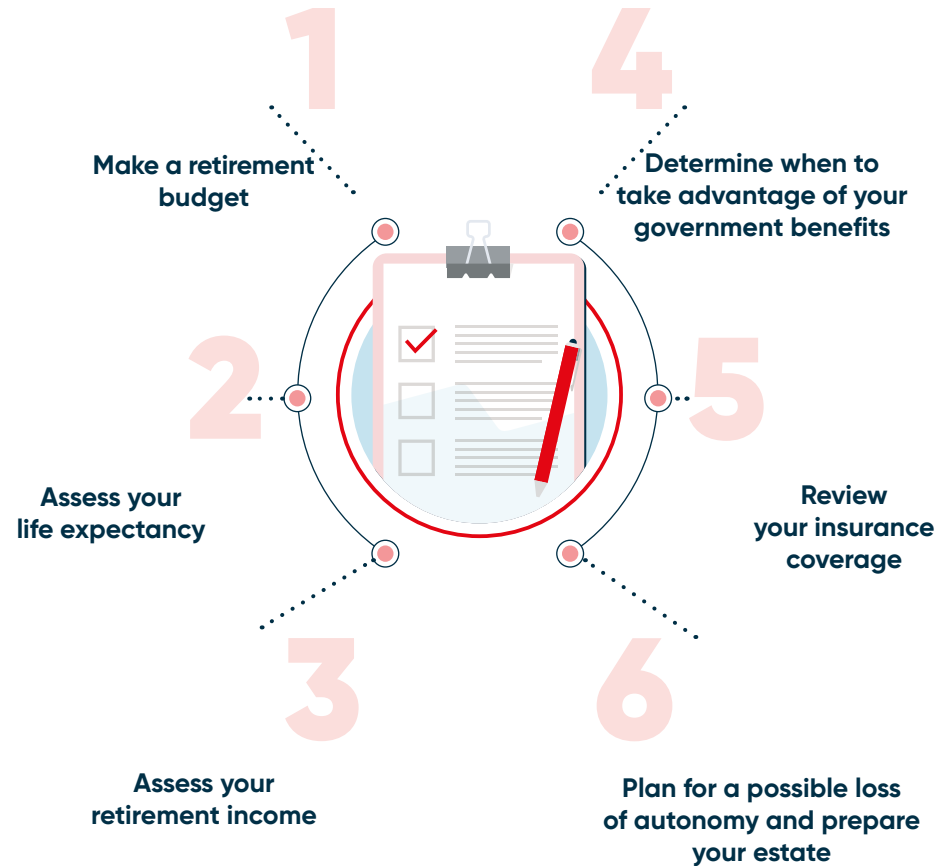 1
Make a retirement
budget
2
Assess your
life expectancy
3
Assess your
retirement income
4
Determine when to
take advantage of your
government benefits
5
Review
your insurance
coverage
6
Plan for a possible loss
of autonomy and prepare
your estate